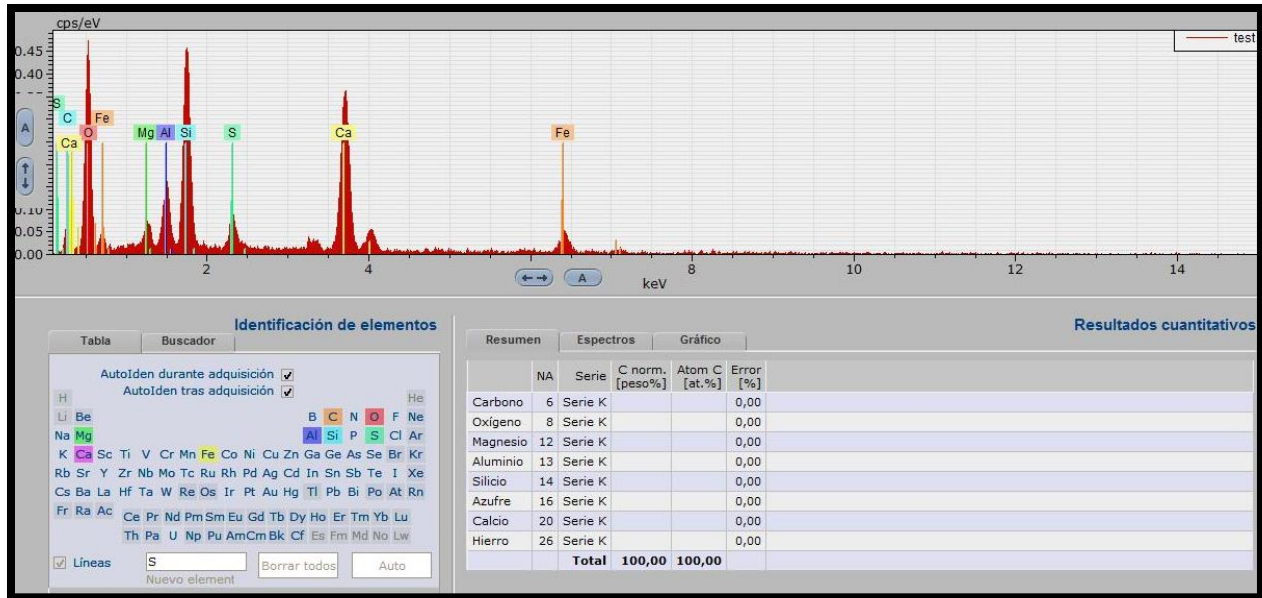 cps/eV
test
0.45
0.40
S
C Fe
O Mg Al Si S Ca Fe
Ca
A
0.10
0.05
0.00
2 4 8 10 12 14
A
keV
Identificación de elementos
Tabla Buscador
AutoIden durante adquisición
AutoIden tras adquisición
H He
Li Be B C N O F Ne
Na Mg Al Si P S Cl Ar
K Ca Sc Ti V Cr Mn Fe Co Ni Cu Zn Ga Ge As Se Br Kr
Rb Sr Y Zr Nb Mo Tc Ru Rh Pd Ag Cd In Sn Sb Te I Xe
Cs Ba La Hf Ta W Re Os Ir Pt Au Hg Tl Pb Bi Po At Rn
Fr Ra Ac Ce Pr Nd Pm Sm Eu Gd Tb Dy Ho Er Tm Yb Lu
Th Pa U Np Pu Am Cm Bk Cf Es Fm Md No Lw
Líneas S Borrar todos Auto
Nuevo element
Resultados cuantitativos
Resumen Espectros Gráfico
NA Serie C norm. [peso%] Atom C [at.%] Error [%]
Carbono 6 Serie K 0,00
Oxígeno 8 Serie K 0,00
Magnesio 12 Serie K 0,00
Aluminio 13 Serie K 0,00
Silicio 14 Serie K 0,00
Azufre 16 Serie K 0,00
Calcio 20 Serie K 0,00
Hierro 26 Serie K 0,00
Total 100,00 100,00